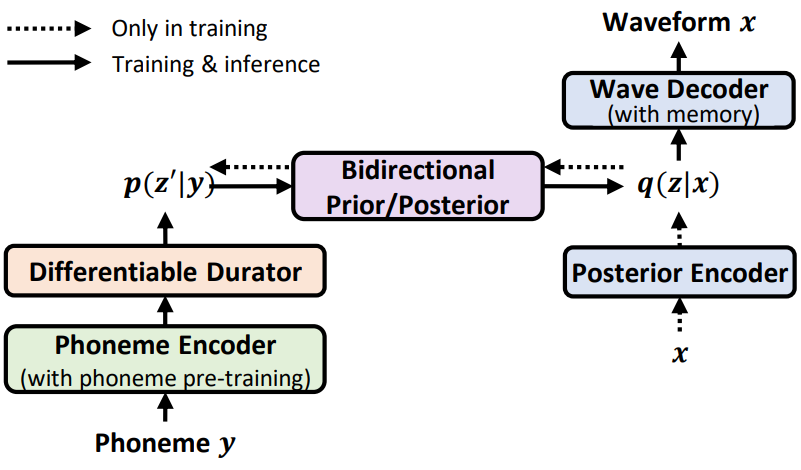 Only in training
Training & inference
Waveform x
Wave Decoder
(with memory)
Bidirectional
Prior/Posterior
p(z′|y)
q(z|x)
Differentiable Durator
Posterior Encoder
Phoneme Encoder
(with phoneme pre-training)
x
Phoneme y